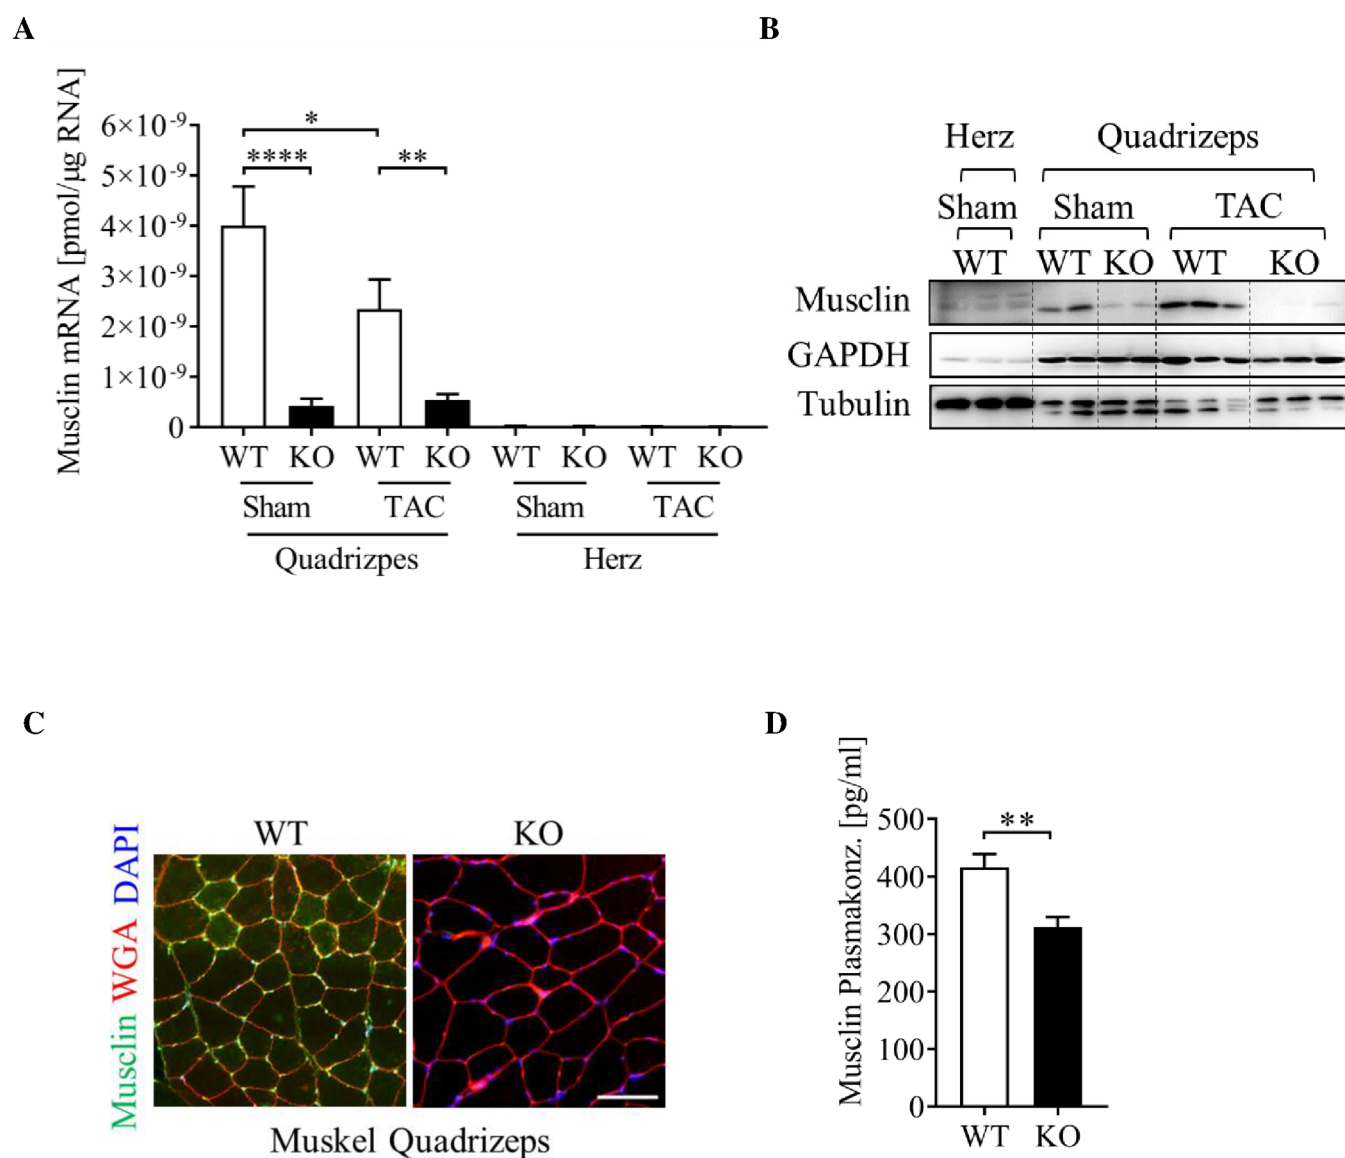 A
Musclin mRNA [pmol/µg RNA]
6×10⁻⁹
5×10⁻⁹
4×10⁻⁹
3×10⁻⁹
2×10⁻⁹
1×10⁻⁹
0
*
**** **
WT KO WT KO WT KO WT KO
Sham TAC Sham TAC
Quadrizpes Herz
B
Herz Quadrizeps
Sham Sham TAC
WT WT KO WT KO
Musclin
GAPDH
Tubulin
C
WT KO
Musclin WGA DAPI
Muskel Quadrizeps
D
Musclin Plasmakonz. [pg/ml]
500
400
300
200
100
0
**
WT KO